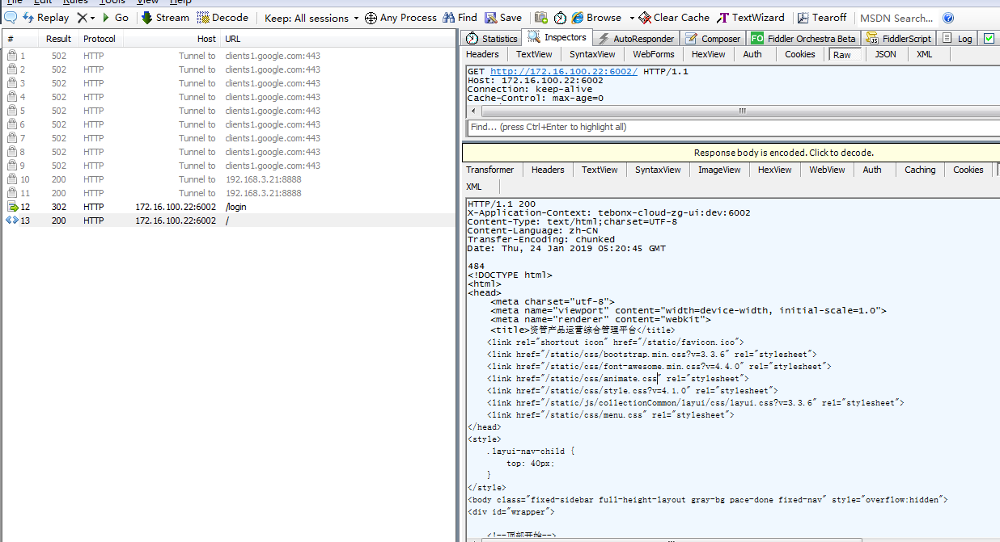 File Edit Rules Tools View Help
Replay Go Stream Decode Keep: All sessions Any Process Find Save Browse Clear Cache TextWizard Tearoff MSDN Search...
# Result Protocol Host URL
1 502 HTTP Tunnel to clients1.google.com:443
2 502 HTTP Tunnel to clients1.google.com:443
3 502 HTTP Tunnel to clients1.google.com:443
4 502 HTTP Tunnel to clients1.google.com:443
5 502 HTTP Tunnel to clients1.google.com:443
6 502 HTTP Tunnel to clients1.google.com:443
7 502 HTTP Tunnel to clients1.google.com:443
8 502 HTTP Tunnel to clients1.google.com:443
9 502 HTTP Tunnel to clients1.google.com:443
10 200 HTTP Tunnel to 192.168.3.21:8888
11 200 HTTP Tunnel to 192.168.3.21:8888
12 302 HTTP 172.16.100.22:6002 /login
13 200 HTTP 172.16.100.22:6002 /
Statistics Inspectors AutoResponder Composer FO Fiddler Orchestra Beta FiddlerScript Log
Headers TextView SyntaxView WebForms HexView Auth Cookies Raw JSON XML
GET http://172.16.100.22:6002/ HTTP/1.1
Host: 172.16.100.22:6002
Connection: keep-alive
Cache-Control: max-age=0
Find... (press Ctrl+Enter to highlight all)
Response body is encoded. Click to decode.
Transformer Headers TextView SyntaxView ImageView HexView WebView Auth Caching Cookies
XML
HTTP/1.1 200
X-Application-Context: tebonx-cloud-zg-ui:dev:6002
Content-Type: text/html;charset=UTF-8
Content-Language: zh-CN
Transfer-Encoding: chunked
Date: Thu, 24 Jan 2019 05:20:45 GMT
484
<!DOCTYPE html>
<html>
<head>
<meta charset="utf-8">
<meta name="viewport" content="width=device-width, initial-scale=1.0">
<meta name="renderer" content="webkit">
<title>资管产品运营综合管理平台</title>
<link rel="shortcut icon" href="/static/favicon.ico">
<link href="/static/css/bootstrap.min.css?v=3.3.6" rel="stylesheet">
<link href="/static/css/font-awesome.min.css?v=4.4.0" rel="stylesheet">
<link href="/static/css/animate.css" rel="stylesheet">
<link href="/static/css/style.css?v=4.1.0" rel="stylesheet">
<link href="/static/js/collectionCommon/layui/css/layui.css?v=3.3.6" rel="stylesheet">
<link href="/static/css/menu.css" rel="stylesheet">
</head>
<style>
.layui-nav-child {
top: 40px;
}
</style>
<body class="fixed-sidebar full-height-layout gray-bg pace-done fixed-nav" style="overflow:hidden">
<div id="wrapper">
<!--顶部开始-->